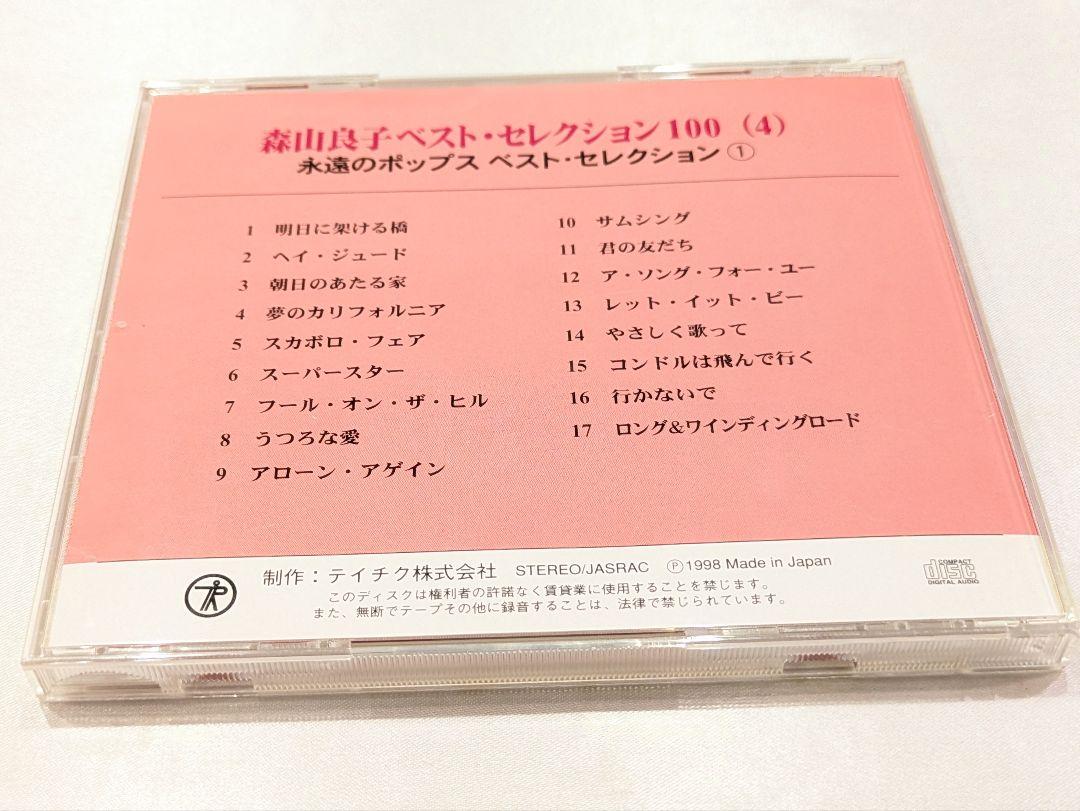 森山良子ベスト・セレクション100（4）
永遠のポップス ベスト・セレクション①
1 明日に架ける橋
2 ヘイ・ジュード
3 朝日のあたる家
4 夢のカリフォルニア
5 スカボロ・フェア
6 スーパースター
7 フール・オン・ザ・ヒル
8 うつろな愛
9 アローン・アゲイン
10 サムシング
11 君の友だち
12 ア・ソング・フォー・ユー
13 レット・イット・ビー
14 やさしく歌って
15 コンドルは飛んで行く
16 行かないで
17 ロング&ワインディングロード
制作：テイチク株式会社 STEREO/JASRAC Ⓟ1998 Made in Japan
このディスクは権利者の許諾なく賃貸業に使用することを禁じます。
また、無断でテープその他に録音することは、法律で禁じられています。
COMPACT
disc
DIGITAL AUDIO